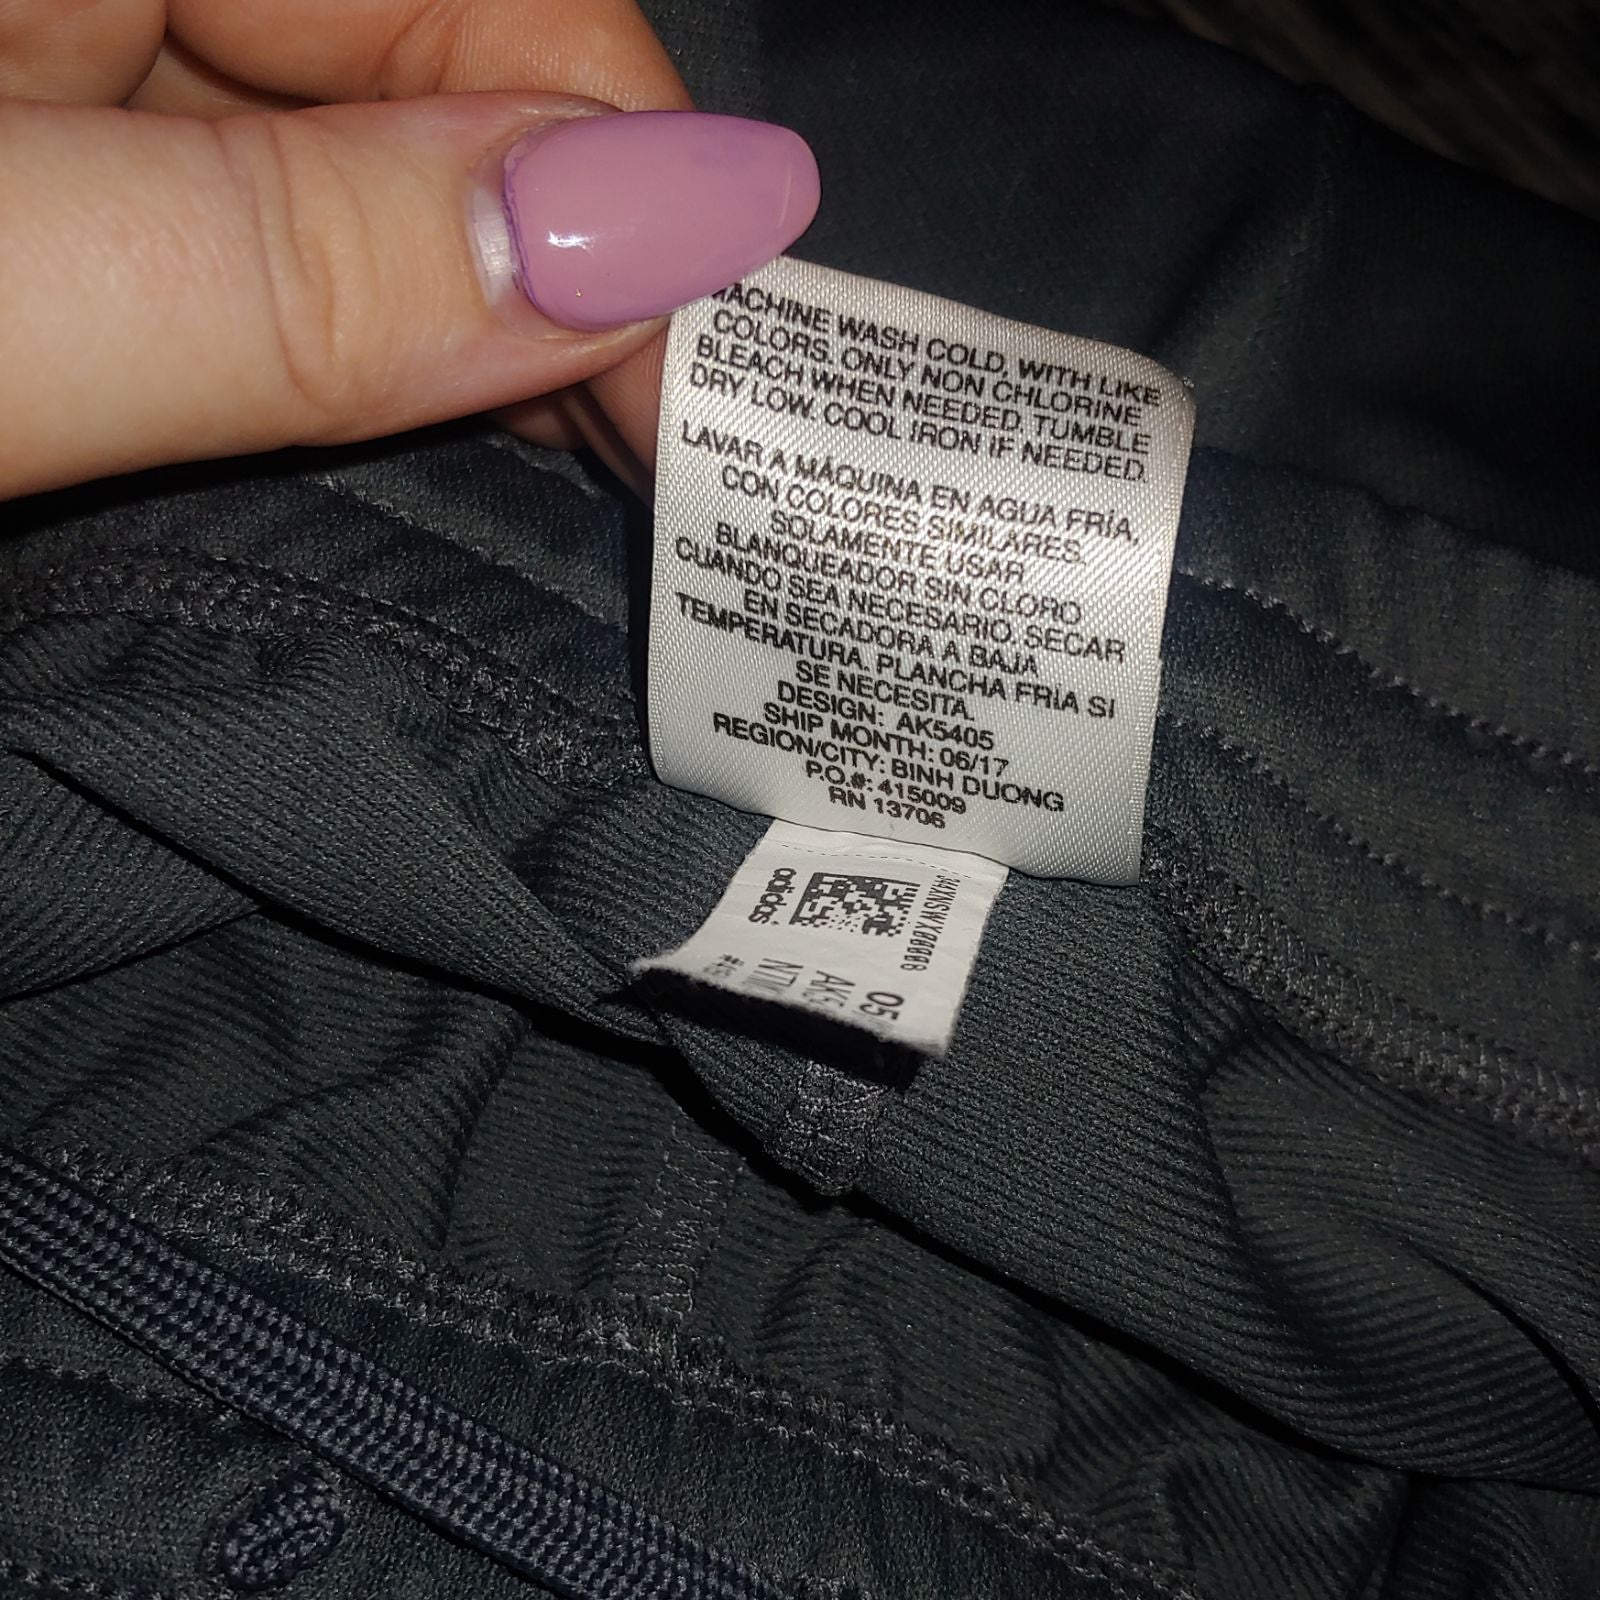 MACHINE WASH COLD, WITH LIKE
COLORS. ONLY NON CHLORINE
BLEACH WHEN NEEDED. TUMBLE
DRY LOW. COOL IRON IF NEEDED.
LAVAR A MÁQUINA EN AGUA FRÍA,
CON COLORES SIMILARES.
SOLAMENTE USAR
BLANQUEADOR SIN CLORO
CUANDO SEA NECESARIO. SECAR
EN SECADORA A BAJA
TEMPERATURA. PLANCHA FRÍA SI
SE NECESITA.
DESIGN: AK5405
SHIP MONTH: 06/17
REGION/CITY: BINH DUONG
P.O.#: 415009
RN 13706
adidas
05